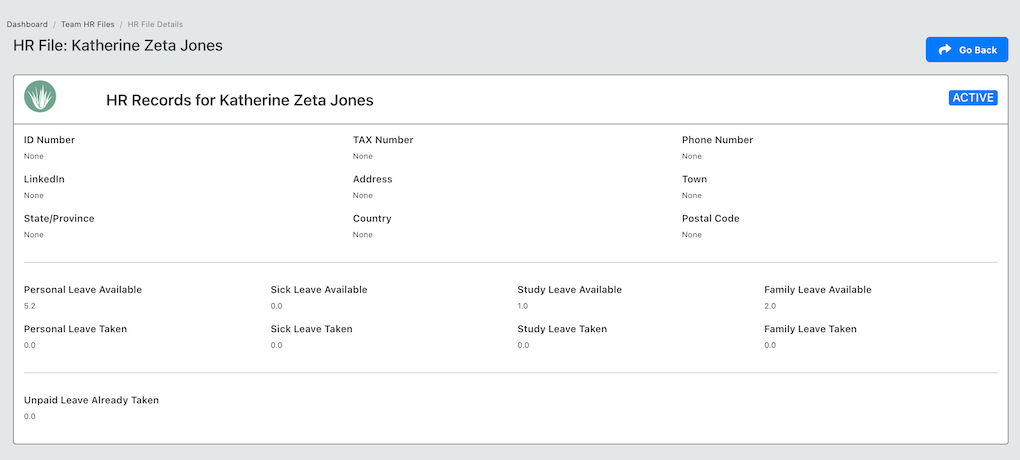 Dashboard / Team HR Files / HR File Details
HR File: Katherine Zeta Jones
Go Back
HR Records for Katherine Zeta Jones
ACTIVE
ID Number TAX Number Phone Number
None None None
LinkedIn Address Town
None None None
State/Province Country Postal Code
None None None
Personal Leave Available Sick Leave Available Study Leave Available Family Leave Available
5.2 0.0 1.0 2.0
Personal Leave Taken Sick Leave Taken Study Leave Taken Family Leave Taken
0.0 0.0 0.0 0.0
Unpaid Leave Already Taken
0.0